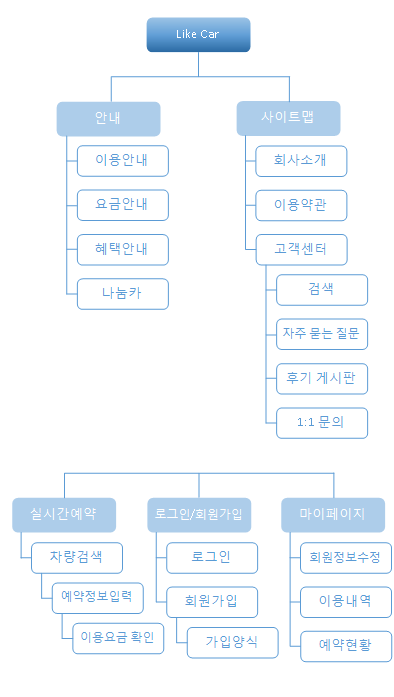 Like Car
안내
이용안내
요금안내
혜택안내
나눔카
사이트맵
회사소개
이용약관
고객센터
검색
자주 묻는 질문
후기 게시판
1:1 문의
실시간예약
차량검색
예약정보입력
이용요금 확인
로그인/회원가입
로그인
회원가입
가입양식
마이페이지
회원정보수정
이용내역
예약현황